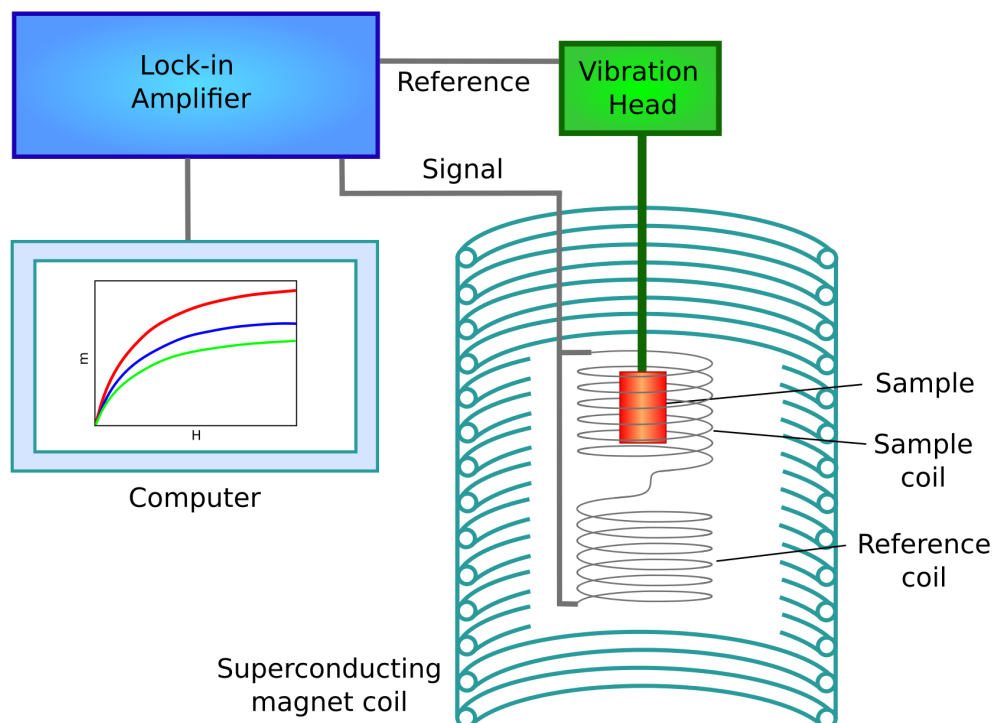 Lock-in
Amplifier
Reference
Vibration
Head
Signal
m
H
Computer
Sample
Sample
coil
Reference
coil
Superconducting
magnet coil